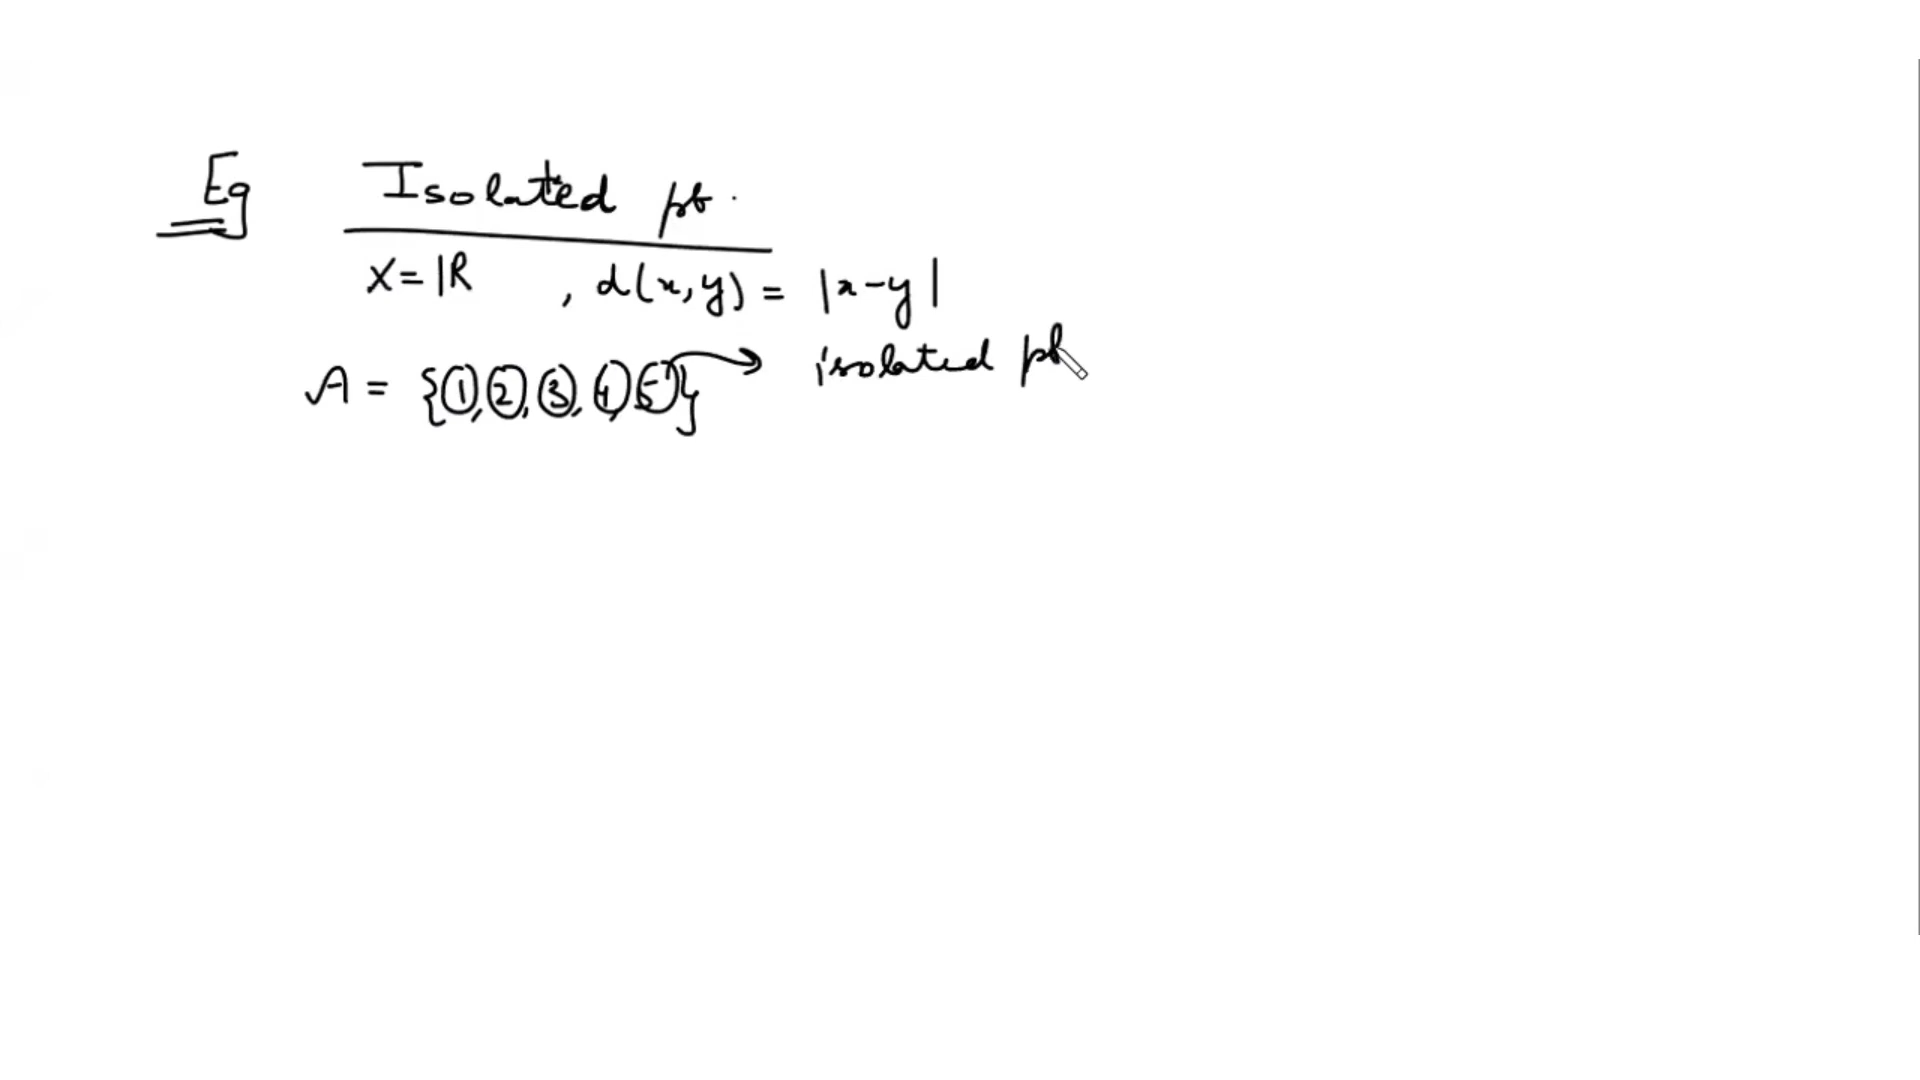 Eg Isolated pt.
X = ℝ , d(x,y) = |x-y|
A = {1, 2, 3, 4, 5} → isolated pt